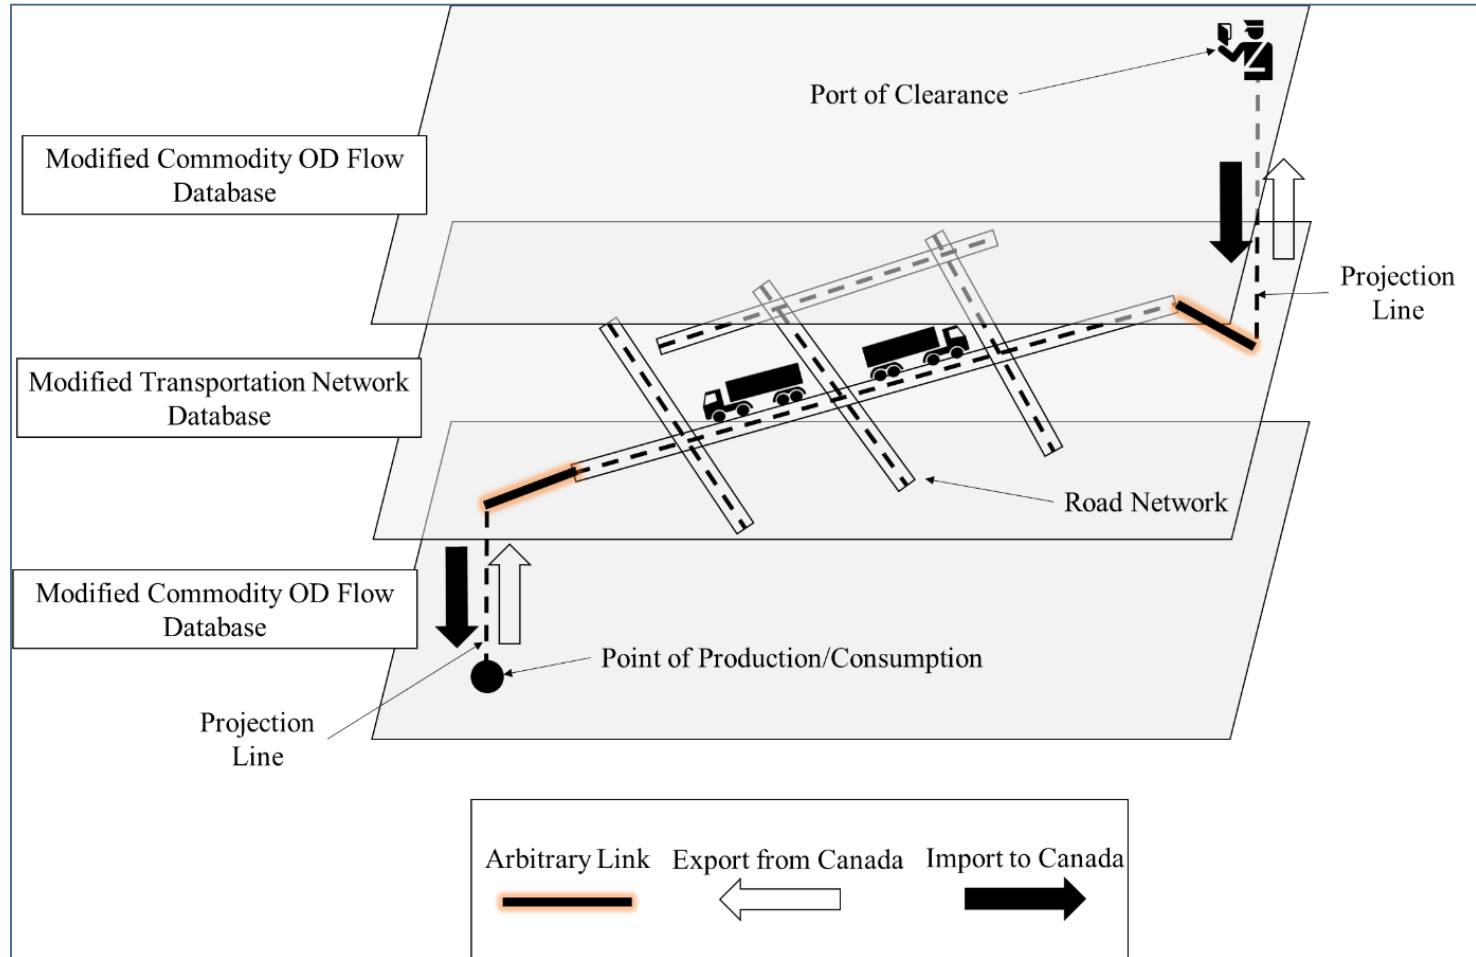 Port of Clearance
Modified Commodity OD Flow
Database
Projection
Line
Modified Transportation Network
Database
Road Network
Modified Commodity OD Flow
Database
Point of Production/Consumption
Projection
Line
Arbitrary Link
Export from Canada
Import to Canada